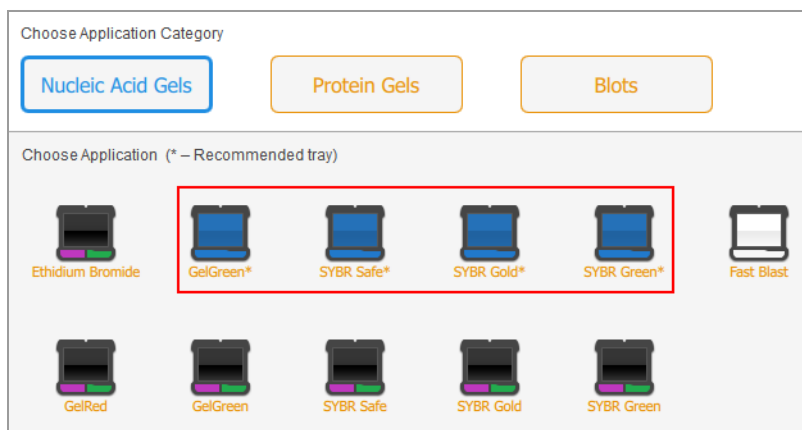 Choose Application Category
Nucleic Acid Gels Protein Gels Blots
Choose Application (* – Recommended tray)
Ethidium Bromide GelGreen* SYBR Safe* SYBR Gold* SYBR Green* Fast Blast
GelRed GelGreen SYBR Safe SYBR Gold SYBR Green